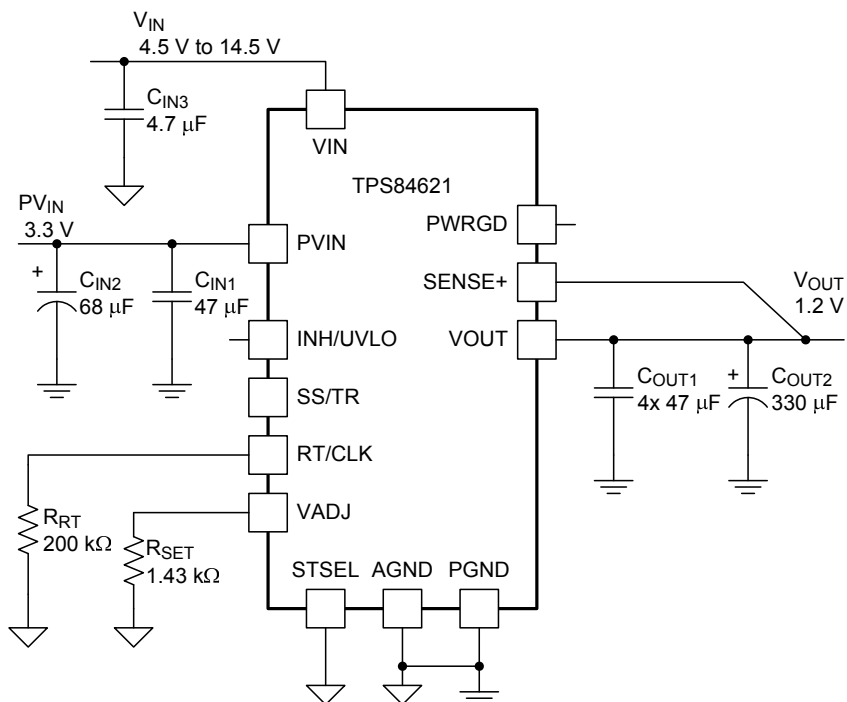 VIN
4.5 V to 14.5 V
CIN3
4.7 μF
VIN
TPS84621
PVIN
3.3 V
PVIN
PWRGD
+
CIN2
68 μF
CIN1
47 μF
SENSE+
VOUT
1.2 V
INH/UVLO
VOUT
SS/TR
COUT1
4x 47 μF
+
COUT2
330 μF
RT/CLK
VADJ
RRT
200 kΩ
RSET
1.43 kΩ
STSEL AGND PGND